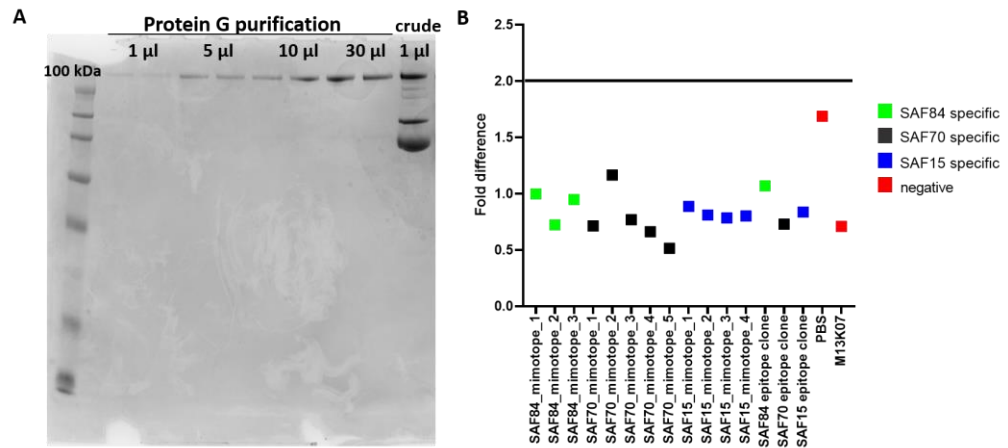 A
Protein G purification crude
1 µl 5 µl 10 µl 30 µl 1 µl
100 kDa
B
2.5
2.0
1.5
1.0
0.5
0.0
Fold difference
SAF84_mimotope_1
SAF84_mimotope_2
SAF84_mimotope_3
SAF70_mimotope_1
SAF70_mimotope_2
SAF70_mimotope_3
SAF70_mimotope_4
SAF70_mimotope_5
SAF15_mimotope_1
SAF15_mimotope_2
SAF15_mimotope_3
SAF15_mimotope_4
SAF84 epitope clone
SAF70 epitope clone
SAF15 epitope clone
PBS
M13K07
SAF84 specific
SAF70 specific
SAF15 specific
negative